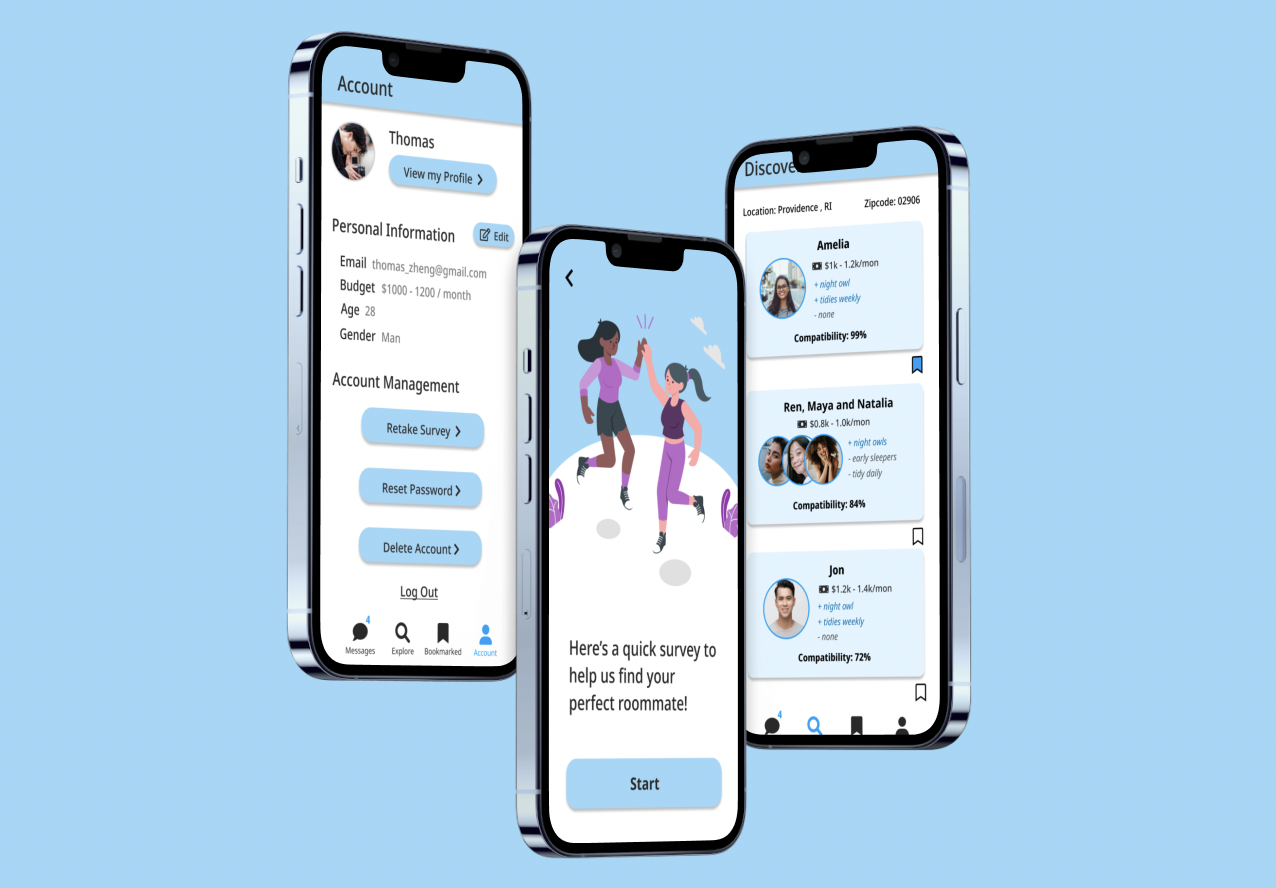 Account
Thomas
View my Profile
Personal Information
Edit
Email thomas_zheng@gmail.com
Budget $1000 - 1200 / month
Age 28
Gender Man
Account Management
Retake Survey
Reset Password
Delete Account
Log Out
4
Messages
Explore
Bookmarked
Account
Here's a quick survey to
help us find your
perfect roommate!
Start
Discove
Location: Providence , RI
Zipcode: 02906
Amelia
$1k - 1.2k/mon
+ night owl
+ tidies weekly
- none
Compatibility: 99%
Ren, Maya and Natalia
$0.8k - 1.0k/mon
+ night owls
- early sleepers
- tidy daily
Compatibility: 84%
Jon
$1.2k - 1.4k/mon
+ night owl
+ tidies weekly
- none
Compatibility: 72%
4